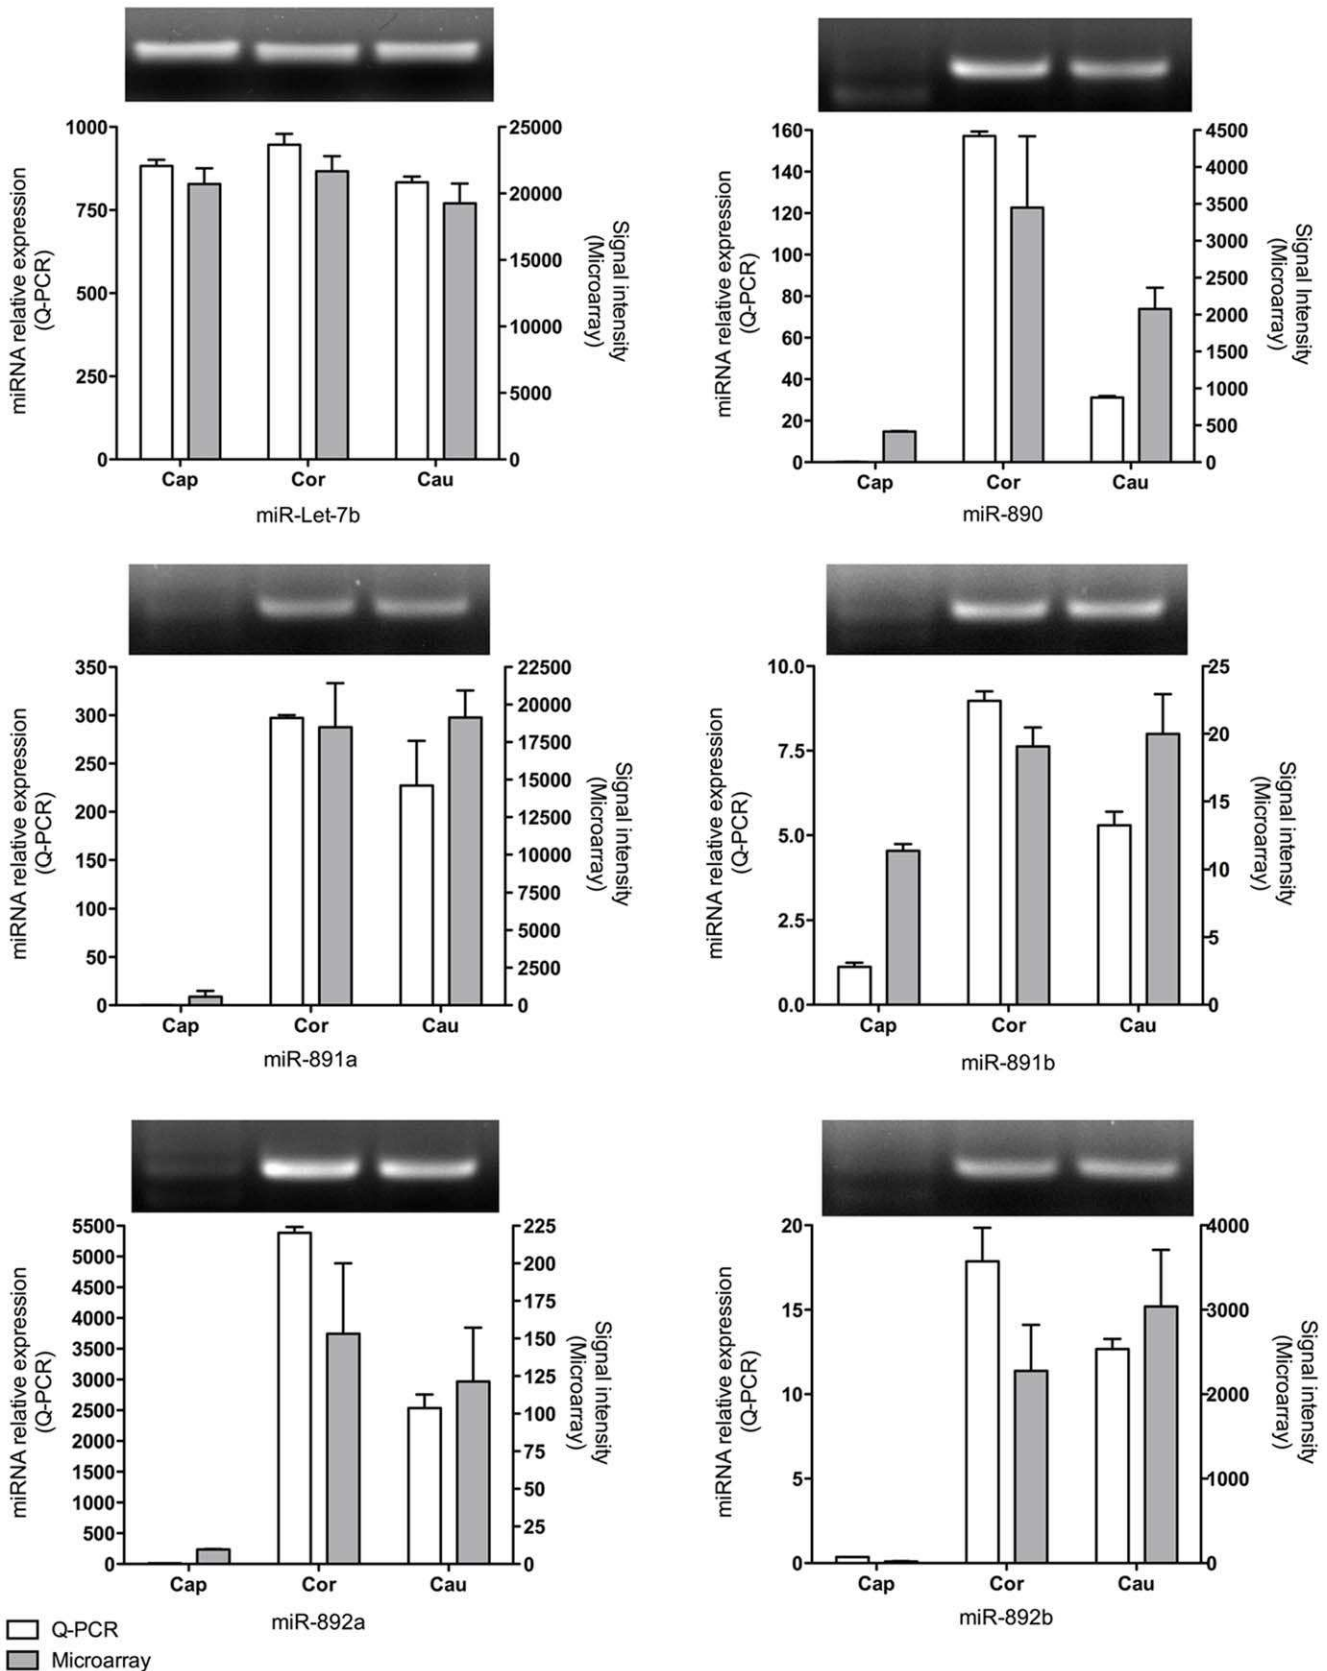 1000
750
500
250
0
25000
20000
15000
10000
5000
0
miRNA relative expression
(Q-PCR)
Signal intensity
(Microarray)
Cap Cor Cau
miR-Let-7b
160
140
120
100
80
60
40
20
0
4500
4000
3500
3000
2500
2000
1500
1000
500
0
miRNA relative expression
(Q-PCR)
Signal Intensity
(Microarray)
Cap Cor Cau
miR-890
350
300
250
200
150
100
50
0
22500
20000
17500
15000
12500
10000
7500
5000
2500
0
miRNA relative expression
(Q-PCR)
Signal intensity
(Microarray)
Cap Cor Cau
miR-891a
10.0
7.5
5.0
2.5
0.0
25
20
15
10
5
0
miRNA relative expression
(Q-PCR)
Signal intensity
(Microarray)
Cap Cor Cau
miR-891b
5500
5000
4500
4000
3500
3000
2500
2000
1500
1000
500
0
225
200
175
150
125
100
75
50
25
0
miRNA relative expression
(Q-PCR)
Signal intensity
(Microarray)
Cap Cor Cau
miR-892a
20
15
10
5
0
4000
3000
2000
1000
0
miRNA relative expression
(Q-PCR)
Signal intensity
(Microarray)
Cap Cor Cau
miR-892b
Q-PCR
Microarray